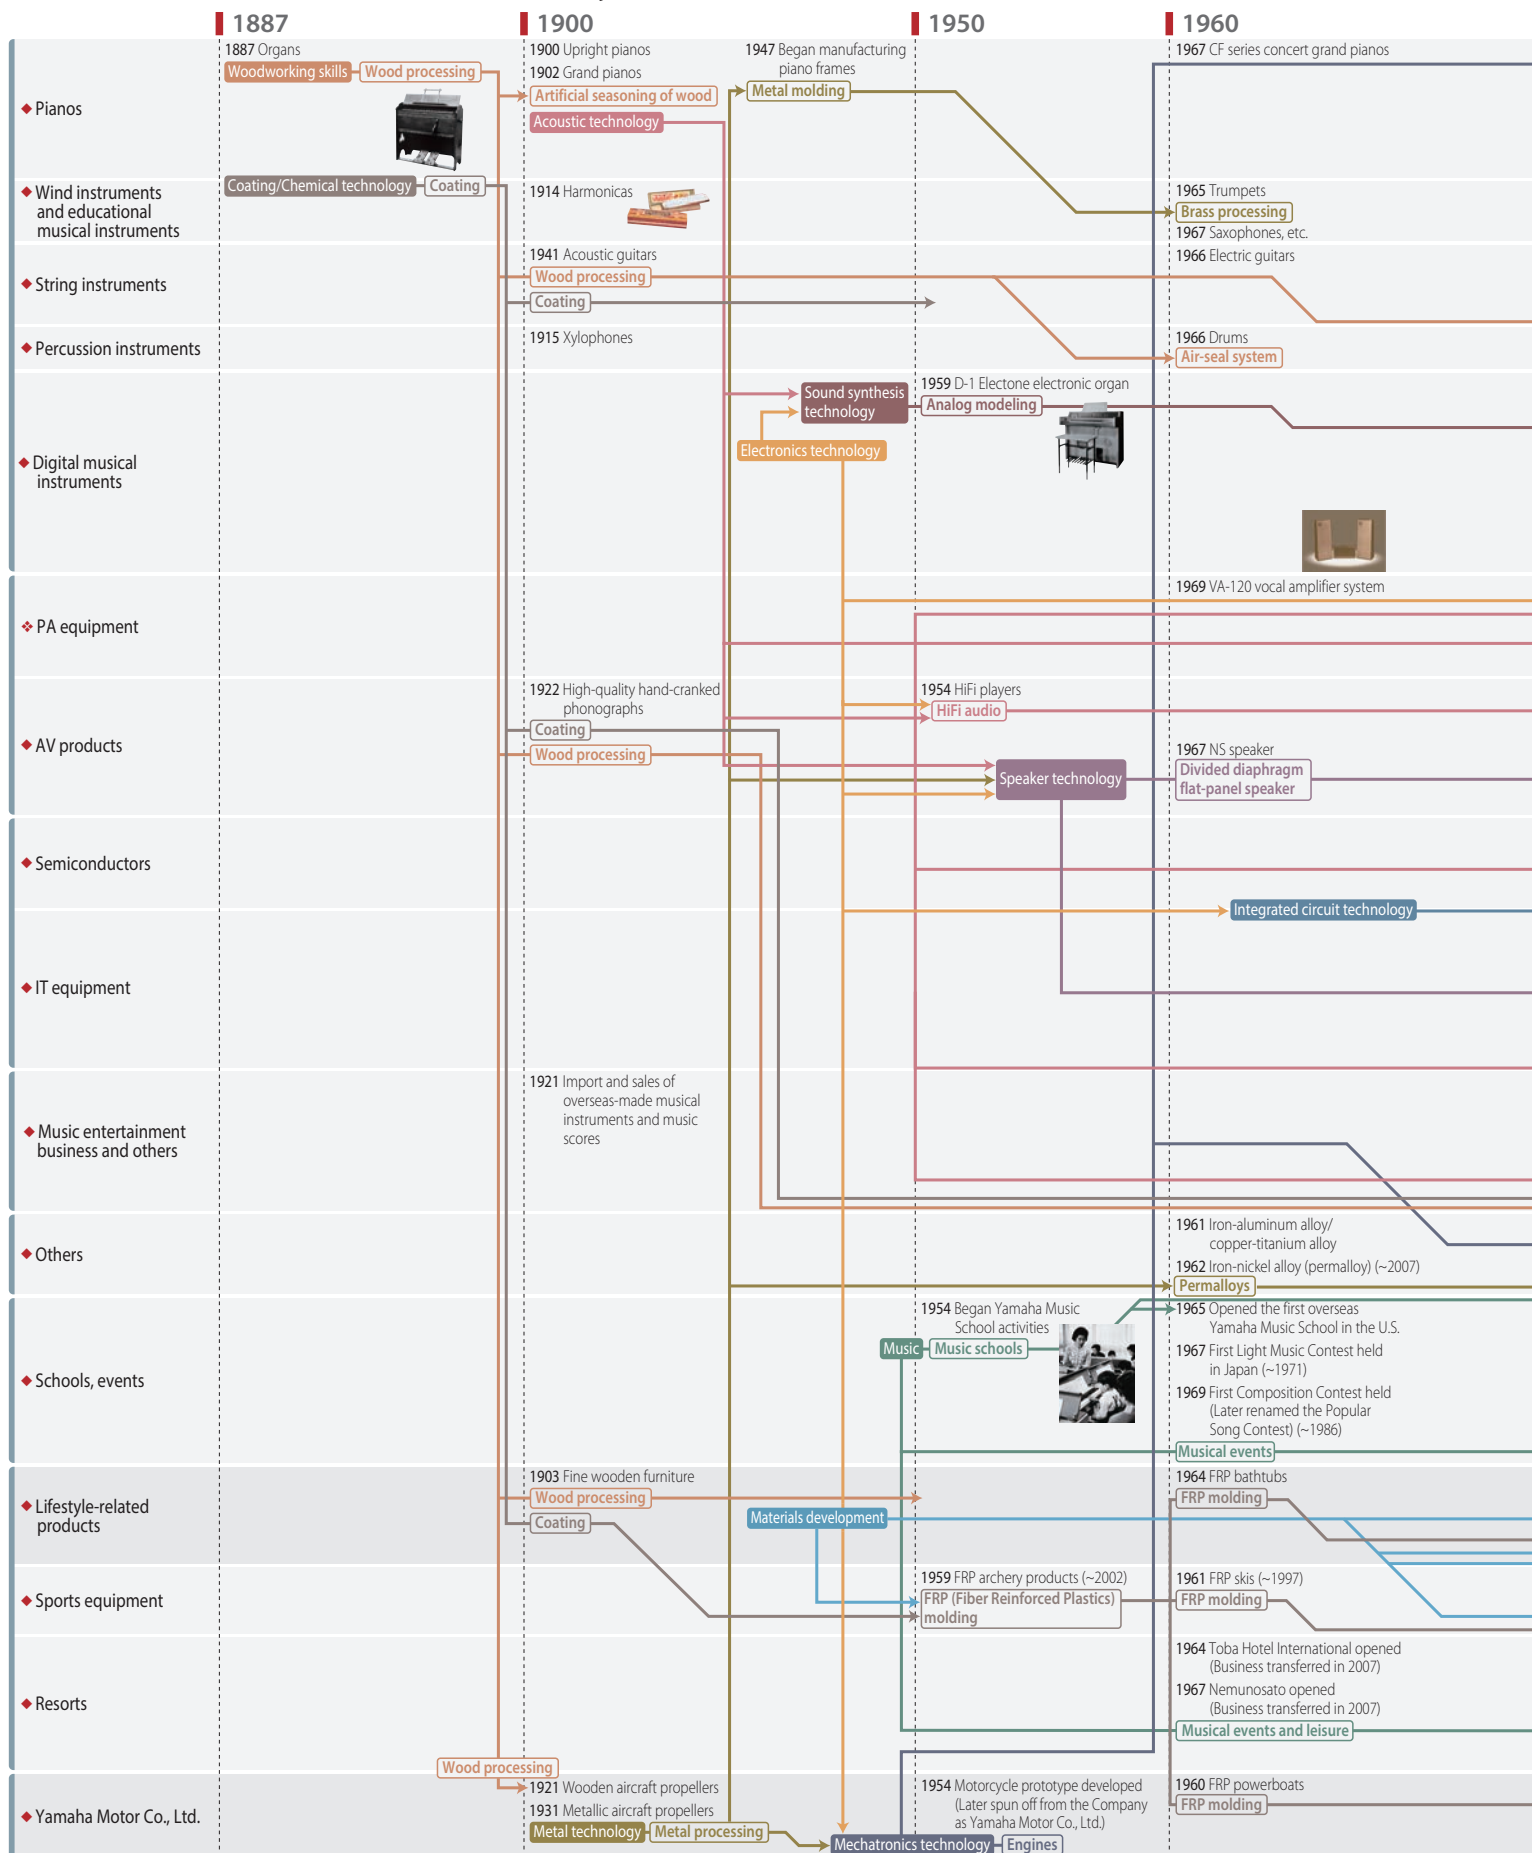 1887
1900
1950
1960
Pianos
1887 Organs
Woodworking skills
Wood processing
1900 Upright pianos
1902 Grand pianos
Artificial seasoning of wood
Acoustic technology
1947 Began manufacturing
piano frames
Metal molding
1967 CF series concert grand pianos
Wind instruments
and educational
musical instruments
Coating/Chemical technology
Coating
1914 Harmonicas
1965 Trumpets
Brass processing
1967 Saxophones, etc.
String instruments
1941 Acoustic guitars
Wood processing
Coating
1966 Electric guitars
Percussion instruments
1915 Xylophones
1966 Drums
Air-seal system
Digital musical
instruments
Sound synthesis
technology
Electronics technology
1959 D-1 Electone electronic organ
Analog modeling
PA equipment
1969 VA-120 vocal amplifier system
AV products
1922 High-quality hand-cranked
phonographs
Coating
Wood processing
1954 HiFi players
HiFi audio
Speaker technology
1967 NS speaker
Divided diaphragm
flat-panel speaker
Semiconductors
Integrated circuit technology
IT equipment
Music entertainment
business and others
1921 Import and sales of
overseas-made musical
instruments and music
scores
Others
1961 Iron-aluminum alloy/
copper-titanium alloy
1962 Iron-nickel alloy (permalloy) (~2007)
Permalloys
Schools, events
Music
1954 Began Yamaha Music
School activities
Music schools
1965 Opened the first overseas
Yamaha Music School in the U.S.
1967 First Light Music Contest held
in Japan (~1971)
1969 First Composition Contest held
(Later renamed the Popular
Song Contest) (~1986)
Musical events
Lifestyle-related
products
1903 Fine wooden furniture
Wood processing
Coating
Materials development
1964 FRP bathtubs
FRP molding
Sports equipment
1959 FRP archery products (~2002)
FRP (Fiber Reinforced Plastics)
molding
1961 FRP skis (~1997)
FRP molding
Resorts
1964 Toba Hotel International opened
(Business transferred in 2007)
1967 Nemunosato opened
(Business transferred in 2007)
Musical events and leisure
Wood processing
Yamaha Motor Co., Ltd.
1921 Wooden aircraft propellers
1931 Metallic aircraft propellers
Metal technology
Metal processing
Mechatronics technology
1954 Motorcycle prototype developed
(Later spun off from the Company
as Yamaha Motor Co., Ltd.)
Engines
1960 FRP powerboats
FRP molding